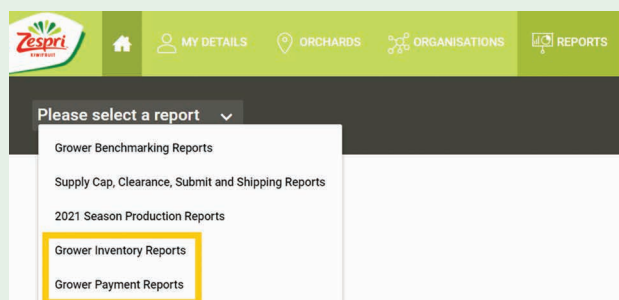 Zespri
KIWIFRUIT
MY DETAILS
ORCHARDS
ORGANISATIONS
REPORTS
Please select a report
Grower Benchmarking Reports
Supply Cap, Clearance, Submit and Shipping Reports
2021 Season Production Reports
Grower Inventory Reports
Grower Payment Reports